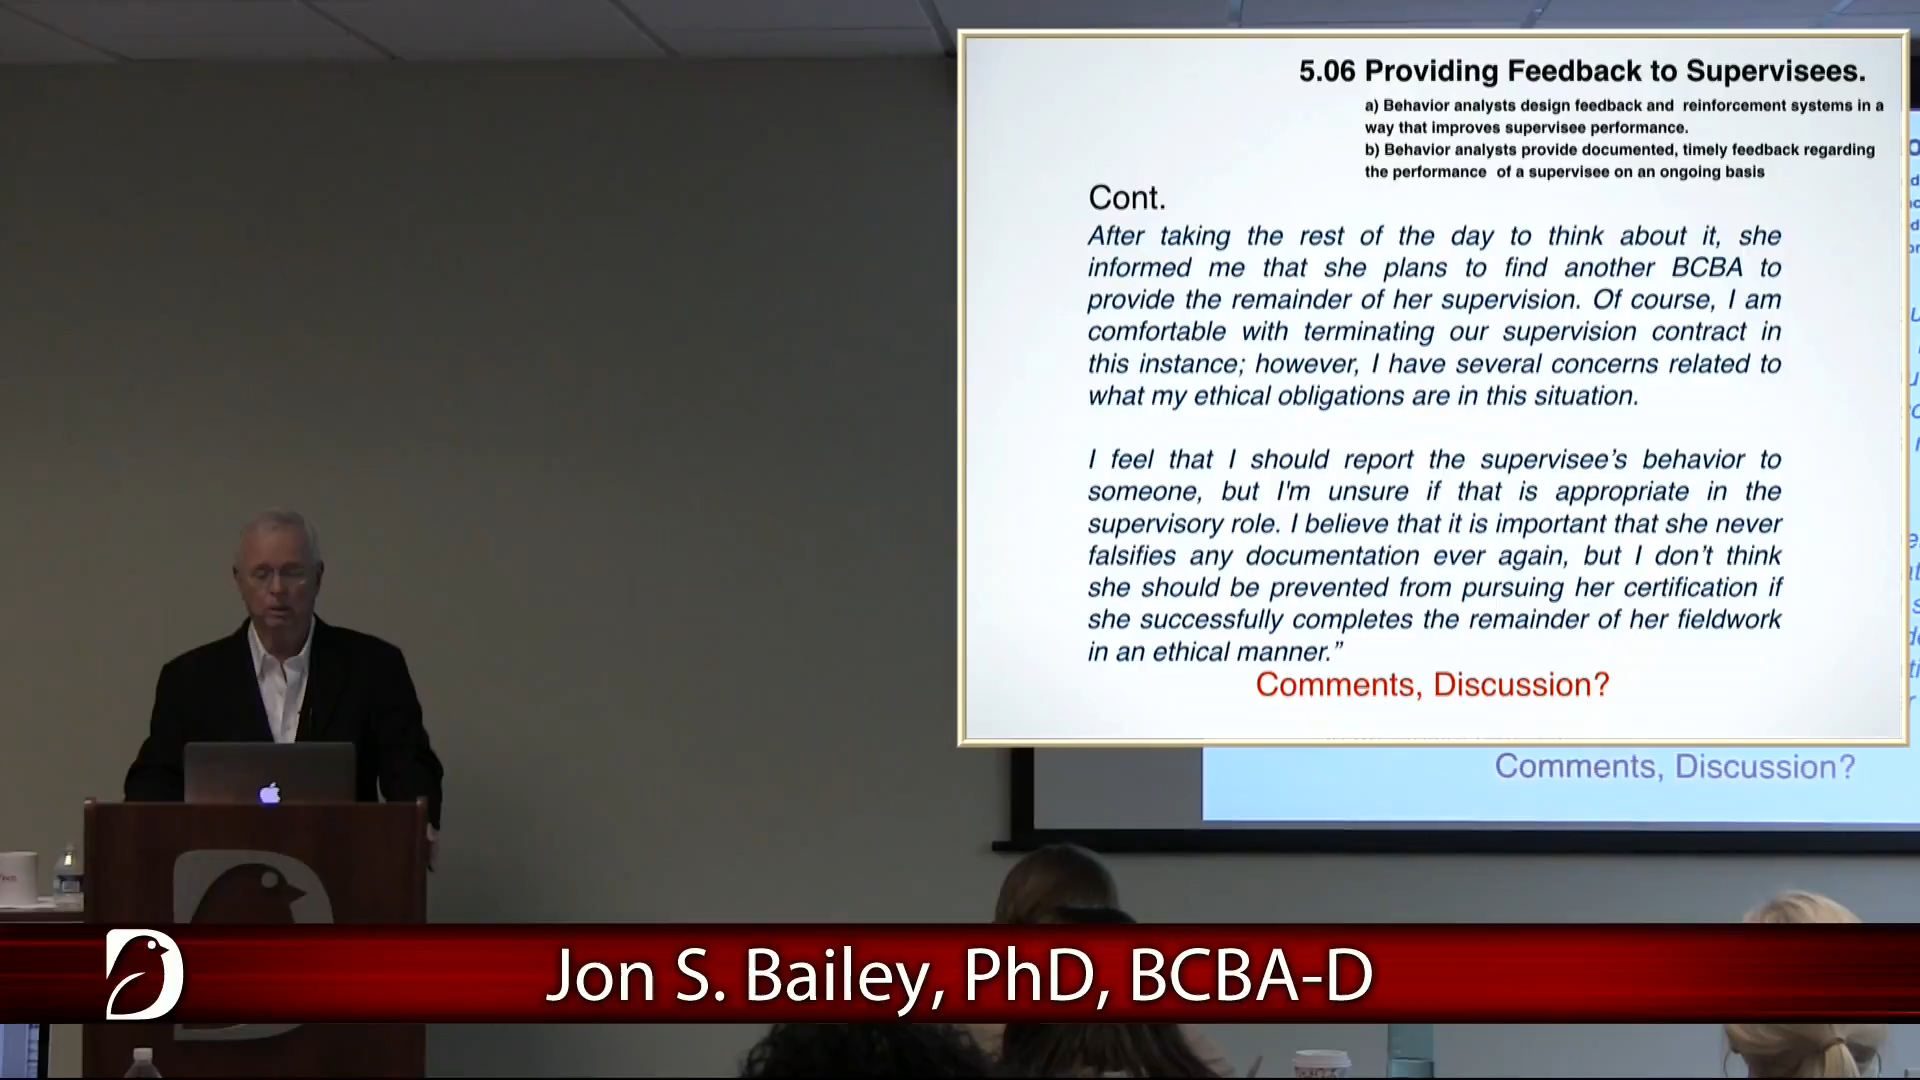 5.06 Providing Feedback to Supervisees.
a) Behavior analysts design feedback and reinforcement systems in a
way that improves supervisee performance.
b) Behavior analysts provide documented, timely feedback regarding
the performance of a supervisee on an ongoing basis
Cont.
After taking the rest of the day to think about it, she
informed me that she plans to find another BCBA to
provide the remainder of her supervision. Of course, I am
comfortable with terminating our supervision contract in
this instance; however, I have several concerns related to
what my ethical obligations are in this situation.
I feel that I should report the supervisee’s behavior to
someone, but I'm unsure if that is appropriate in the
supervisory role. I believe that it is important that she never
falsifies any documentation ever again, but I don’t think
she should be prevented from pursuing her certification if
she successfully completes the remainder of her fieldwork
in an ethical manner.”
Comments, Discussion?
Comments, Discussion?
Jon S. Bailey, PhD, BCBA-D